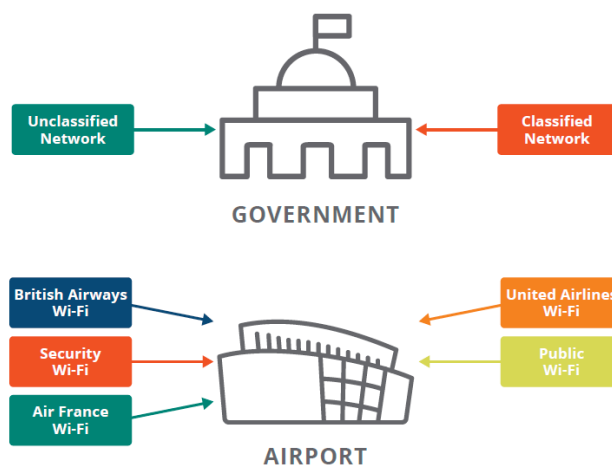 Unclassified
Network
Classified
Network
GOVERNMENT
British Airways
Wi-Fi
United Airlines
Wi-Fi
Security
Wi-Fi
Public
Wi-Fi
Air France
Wi-Fi
AIRPORT